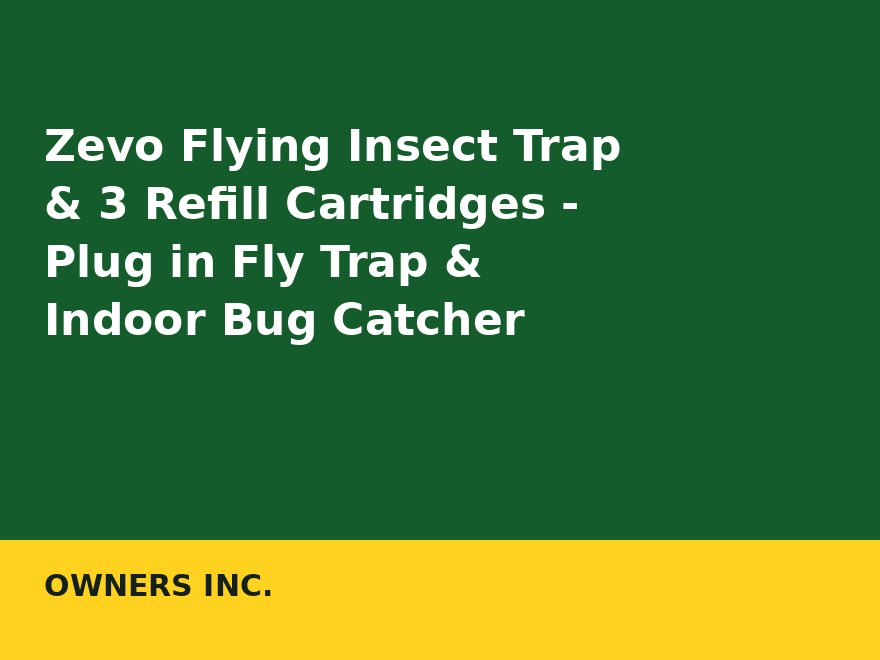 Zevo Flying Insect Trap
& 3 Refill Cartridges -
Plug in Fly Trap &
Indoor Bug Catcher
OWNERS INC.